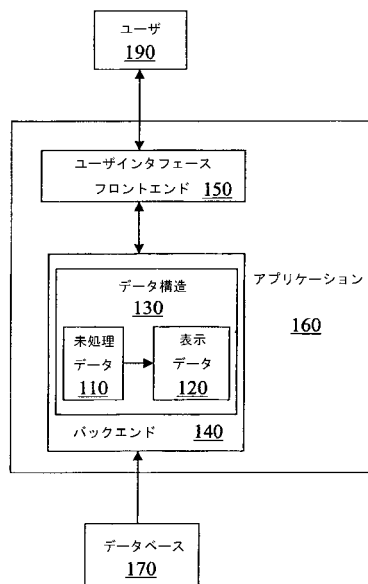 ユーザ
190
ユーザインタフェース
フロントエンド 150
アプリケーション
160
データ構造
130
未処理
データ
110
表示
データ
120
バックエンド 140
データベース
170